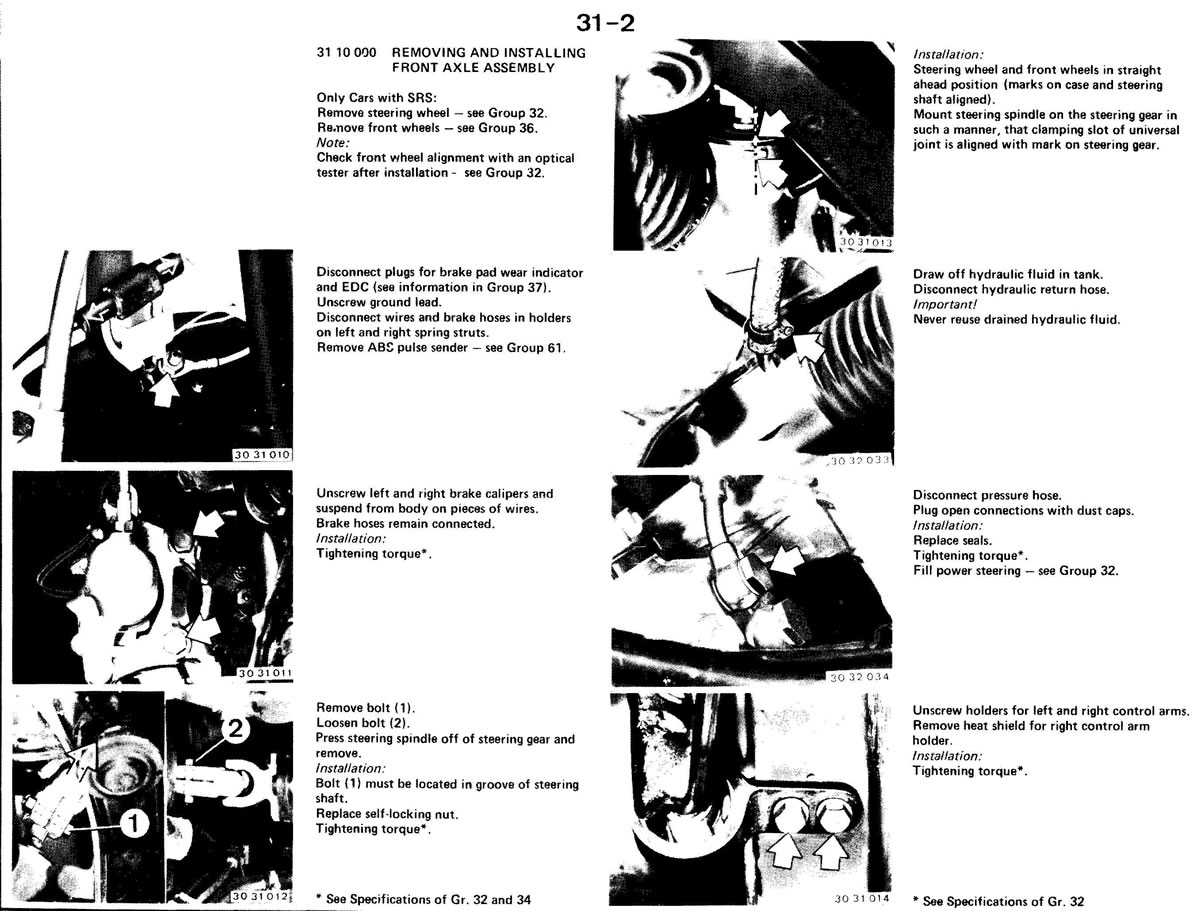 31-2
31 10 000 REMOVING AND INSTALLING
FRONT AXLE ASSEMBLY
Only Cars with SRS:
Remove steering wheel — see Group 32.
Remove front wheels — see Group 36.
Note:
Check front wheel alignment with an optical
tester after installation - see Group 32.
30 31 010
Disconnect plugs for brake pad wear indicator
and EDC (see information in Group 37).
Unscrew ground lead.
Disconnect wires and brake hoses in holders
on left and right spring struts.
Remove ABS pulse sender — see Group 61.
30 31 011
Unscrew left and right brake calipers and
suspend from body on pieces of wires.
Brake hoses remain connected.
Installation:
Tightening torque*.
2
1
30 31 012
Remove bolt (1).
Loosen bolt (2).
Press steering spindle off of steering gear and
remove.
Installation:
Bolt (1) must be located in groove of steering
shaft.
Replace self-locking nut.
Tightening torque*.
* See Specifications of Gr. 32 and 34
30 31 013
Installation:
Steering wheel and front wheels in straight
ahead position (marks on case and steering
shaft aligned).
Mount steering spindle on the steering gear in
such a manner, that clamping slot of universal
joint is aligned with mark on steering gear.
30 32 033
Draw off hydraulic fluid in tank.
Disconnect hydraulic return hose.
Important!
Never reuse drained hydraulic fluid.
30 32 034
Disconnect pressure hose.
Plug open connections with dust caps.
Installation:
Replace seals.
Tightening torque*.
Fill power steering — see Group 32.
30 31 014
Unscrew holders for left and right control arms.
Remove heat shield for right control arm
holder.
Installation:
Tightening torque*.
* See Specifications of Gr. 32